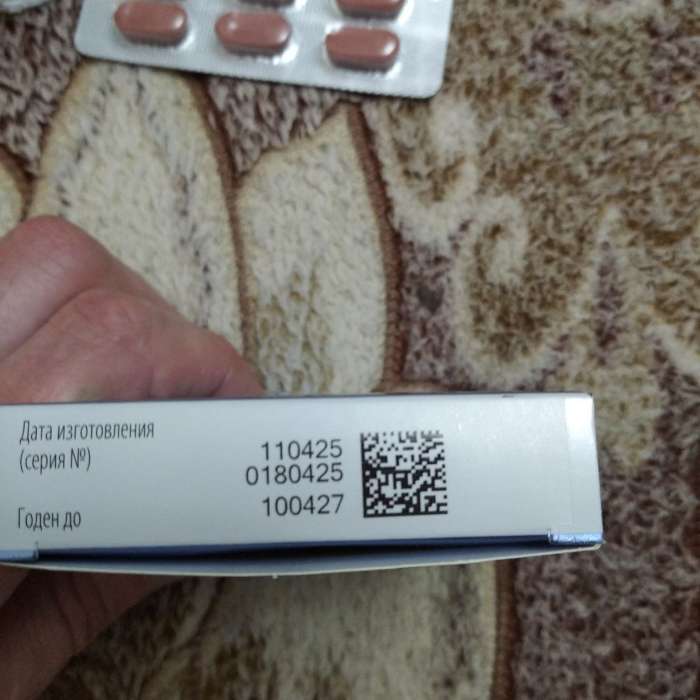 Дата изготовления
(серия №)
110425
0180425
Годен до
100427